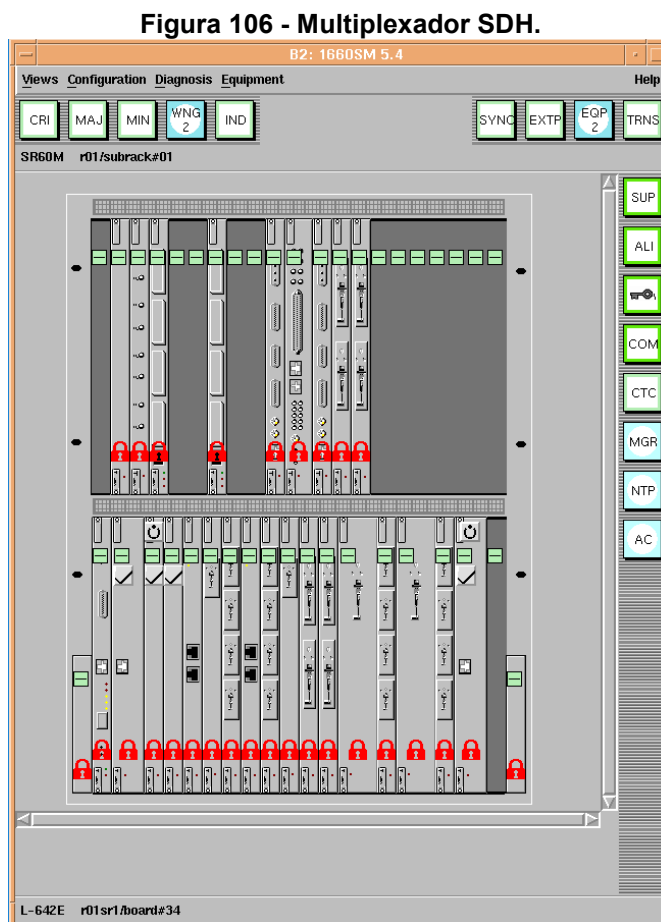 Figura 106 - Multiplexador SDH.
B2: 1660SM 5.4
Views Configuration Diagnosis Equipment Help
CRI MAJ MIN WNG 2 IND SYNC EXTP EQP 2 TRNS
SR60M r01/subrack#01
SUP
ALI
COM
CTC
MGR
NTP
AC
L-642E r01sr1/board#34